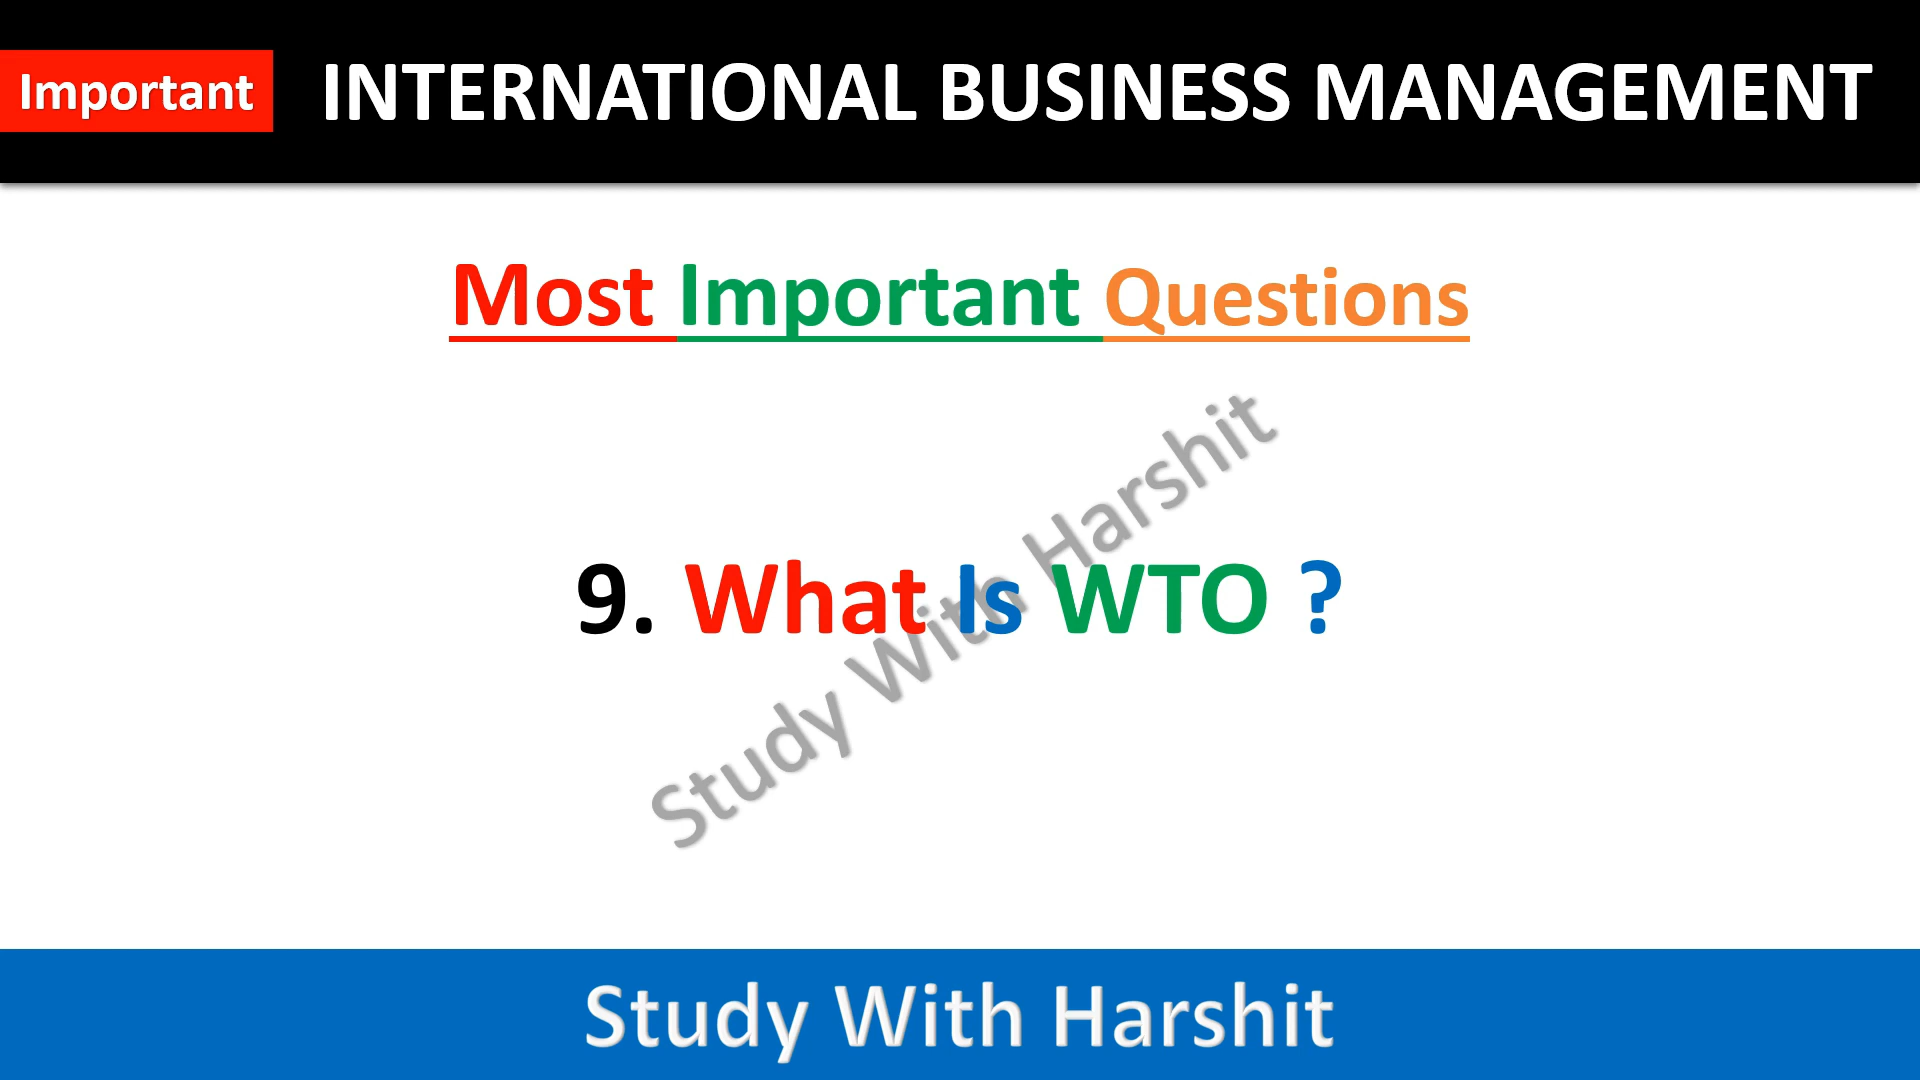 Important
INTERNATIONAL BUSINESS MANAGEMENT
Most Important Questions
9. What Is WTO ?
Study With Harshit
Study With Harshit